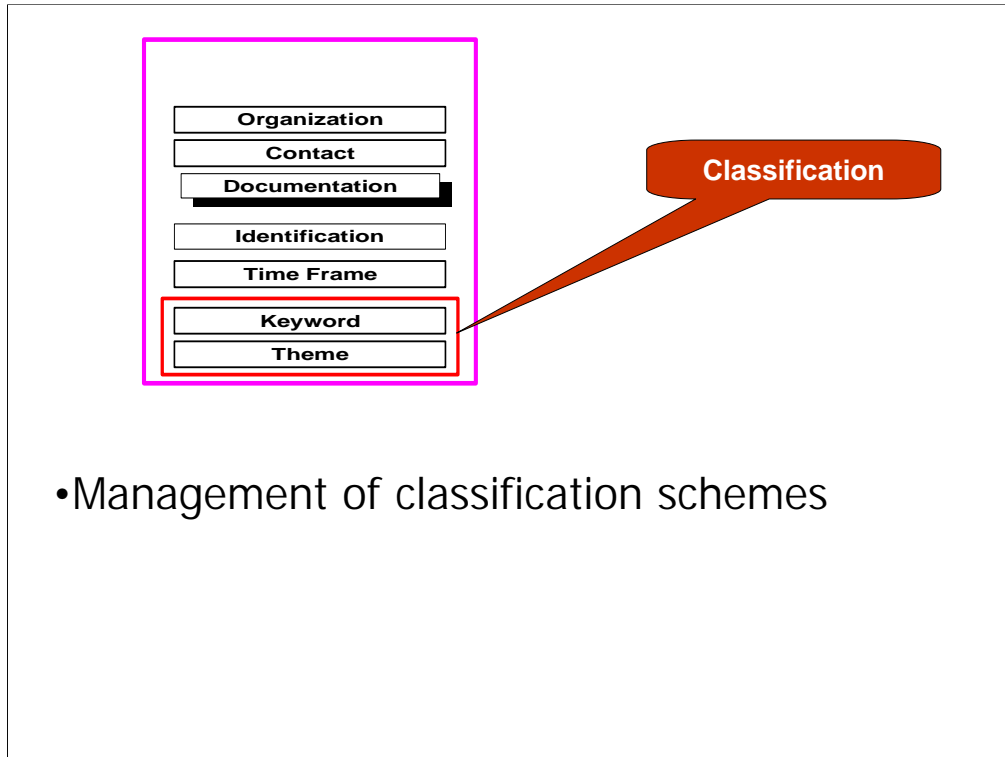 Organization
Contact
Documentation
Identification
Time Frame
Keyword
Theme
Classification
•Management of classification schemes